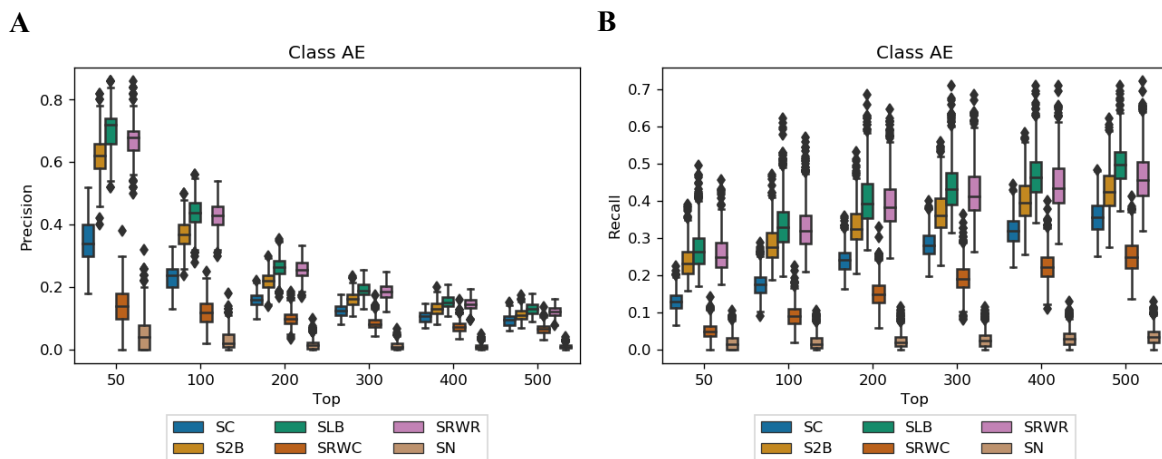 A
B
Class AE
Class AE
Precision
0.8
0.6
0.4
0.2
0.0
50 100 200 300 400 500
Top
SC SLB SRWR
S2B SRWC SN
Recall
0.7
0.6
0.5
0.4
0.3
0.2
0.1
0.0
50 100 200 300 400 500
Top
SC SLB SRWR
S2B SRWC SN